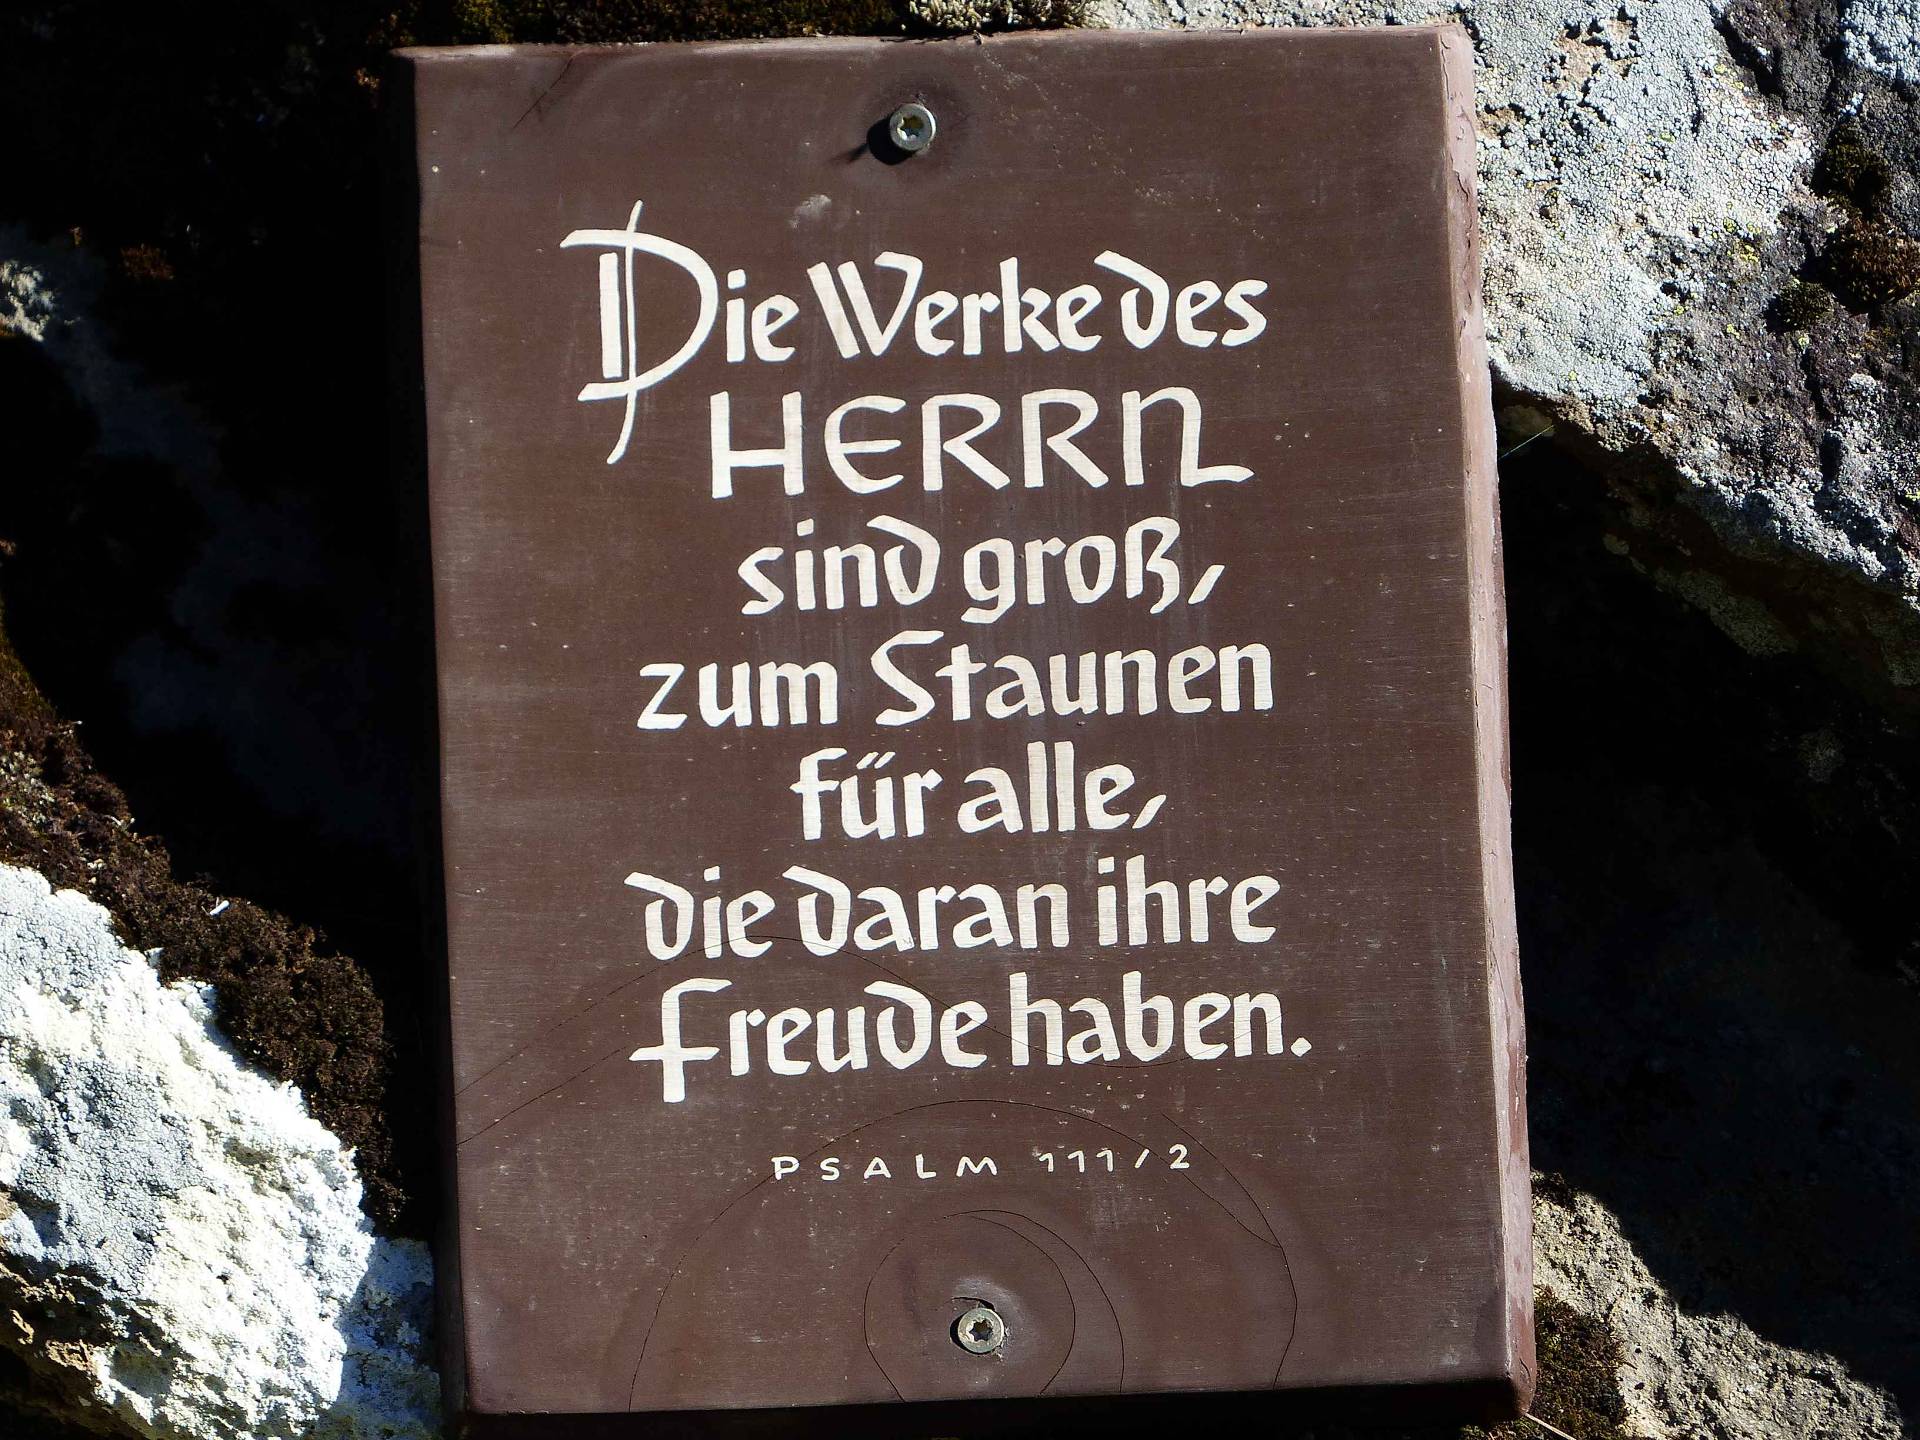 Die Werke des
HERRN
sind groß,
zum Staunen
für alle,
die daran ihre
Freude haben.
PSALM 111/2